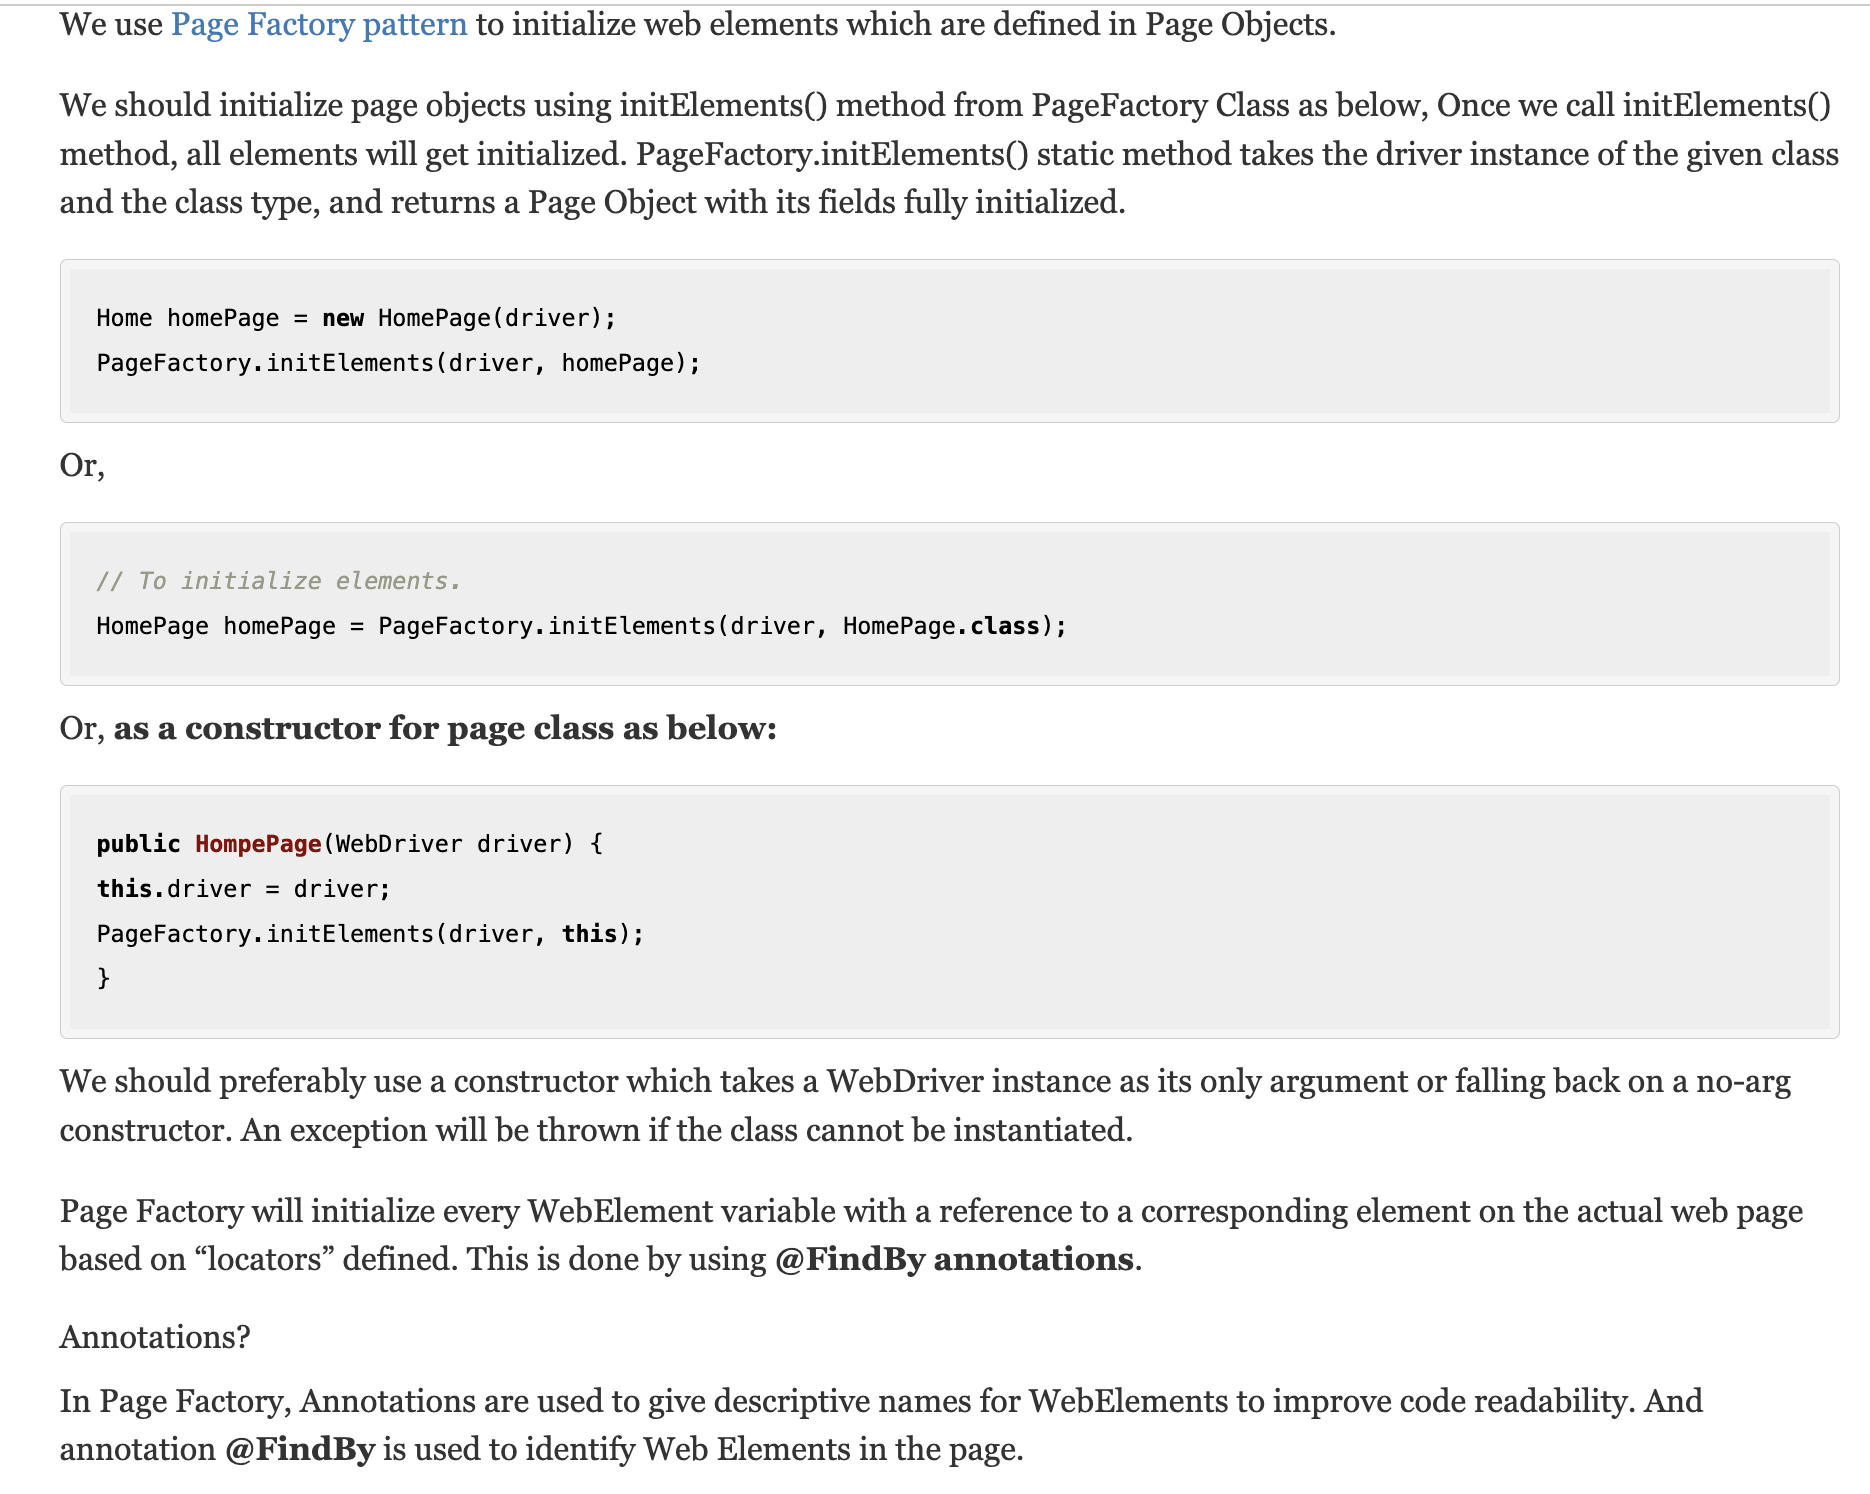 We use Page Factory pattern to initialize web elements which are defined in Page Objects.
We should initialize page objects using initElements() method from PageFactory Class as below, Once we call initElements()
method, all elements will get initialized. PageFactory.initElements() static method takes the driver instance of the given class
and the class type, and returns a Page Object with its fields fully initialized.
Home homePage = new HomePage(driver);
PageFactory.initElements(driver, homePage);
Or,
// To initialize elements.
HomePage homePage = PageFactory.initElements(driver, HomePage.class);
Or, as a constructor for page class as below:
public HompePage(WebDriver driver) {
this.driver = driver;
PageFactory.initElements(driver, this);
}
We should preferably use a constructor which takes a WebDriver instance as its only argument or falling back on a no-arg
constructor. An exception will be thrown if the class cannot be instantiated.
Page Factory will initialize every WebElement variable with a reference to a corresponding element on the actual web page
based on “locators” defined. This is done by using @FindBy annotations.
Annotations?
In Page Factory, Annotations are used to give descriptive names for WebElements to improve code readability. And
annotation @FindBy is used to identify Web Elements in the page.